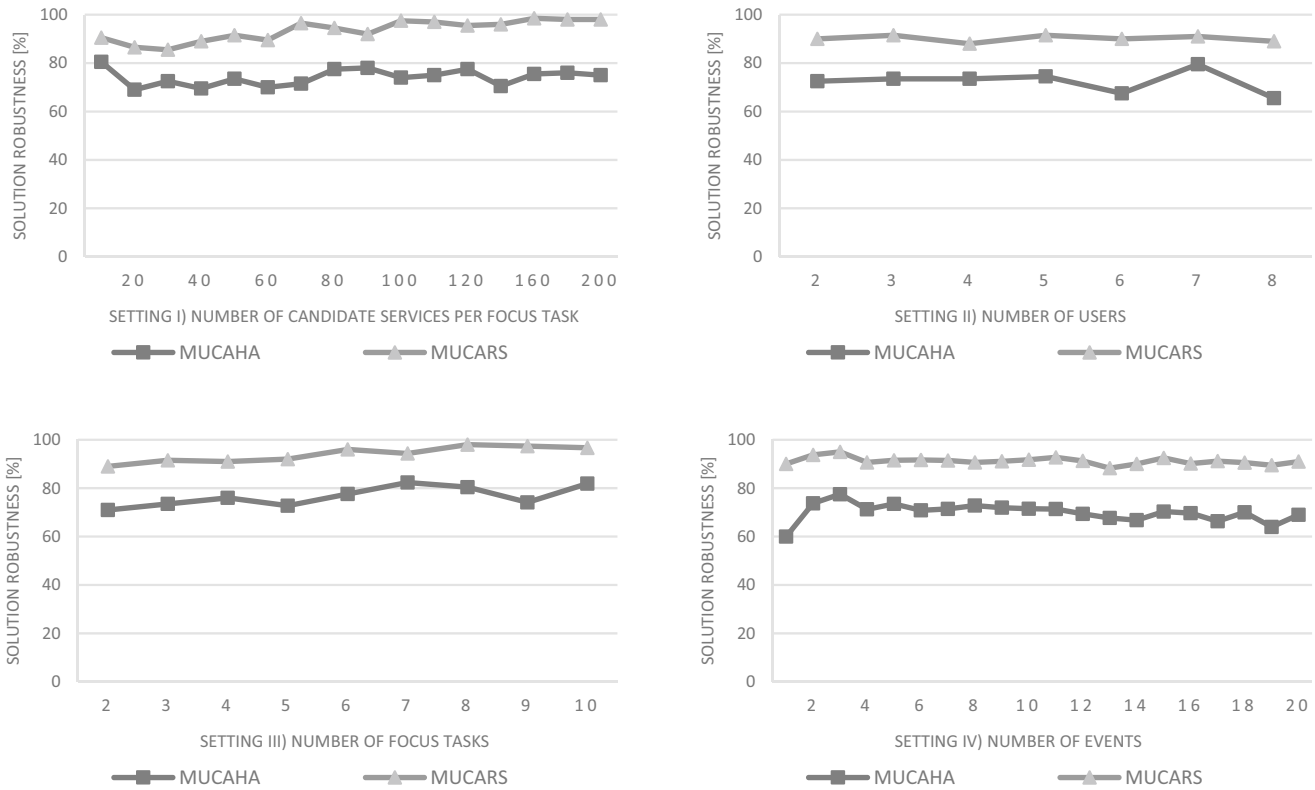 SOLUTION ROBUSTNESS [%]
100
80
60
40
20
0
20 40 60 80 100 120 160 200
SETTING I) NUMBER OF CANDIDATE SERVICES PER FOCUS TASK
MUCAHA MUCARS
SOLUTION ROBUSTNESS [%]
100
80
60
40
20
0
2 3 4 5 6 7 8
SETTING II) NUMBER OF USERS
MUCAHA MUCARS
SOLUTION ROBUSTNESS [%]
100
80
60
40
20
0
2 3 4 5 6 7 8 9 10
SETTING III) NUMBER OF FOCUS TASKS
MUCAHA MUCARS
SOLUTION ROBUSTNESS [%]
100
80
60
40
20
0
2 4 6 8 10 12 14 16 18 20
SETTING IV) NUMBER OF EVENTS
MUCAHA MUCARS